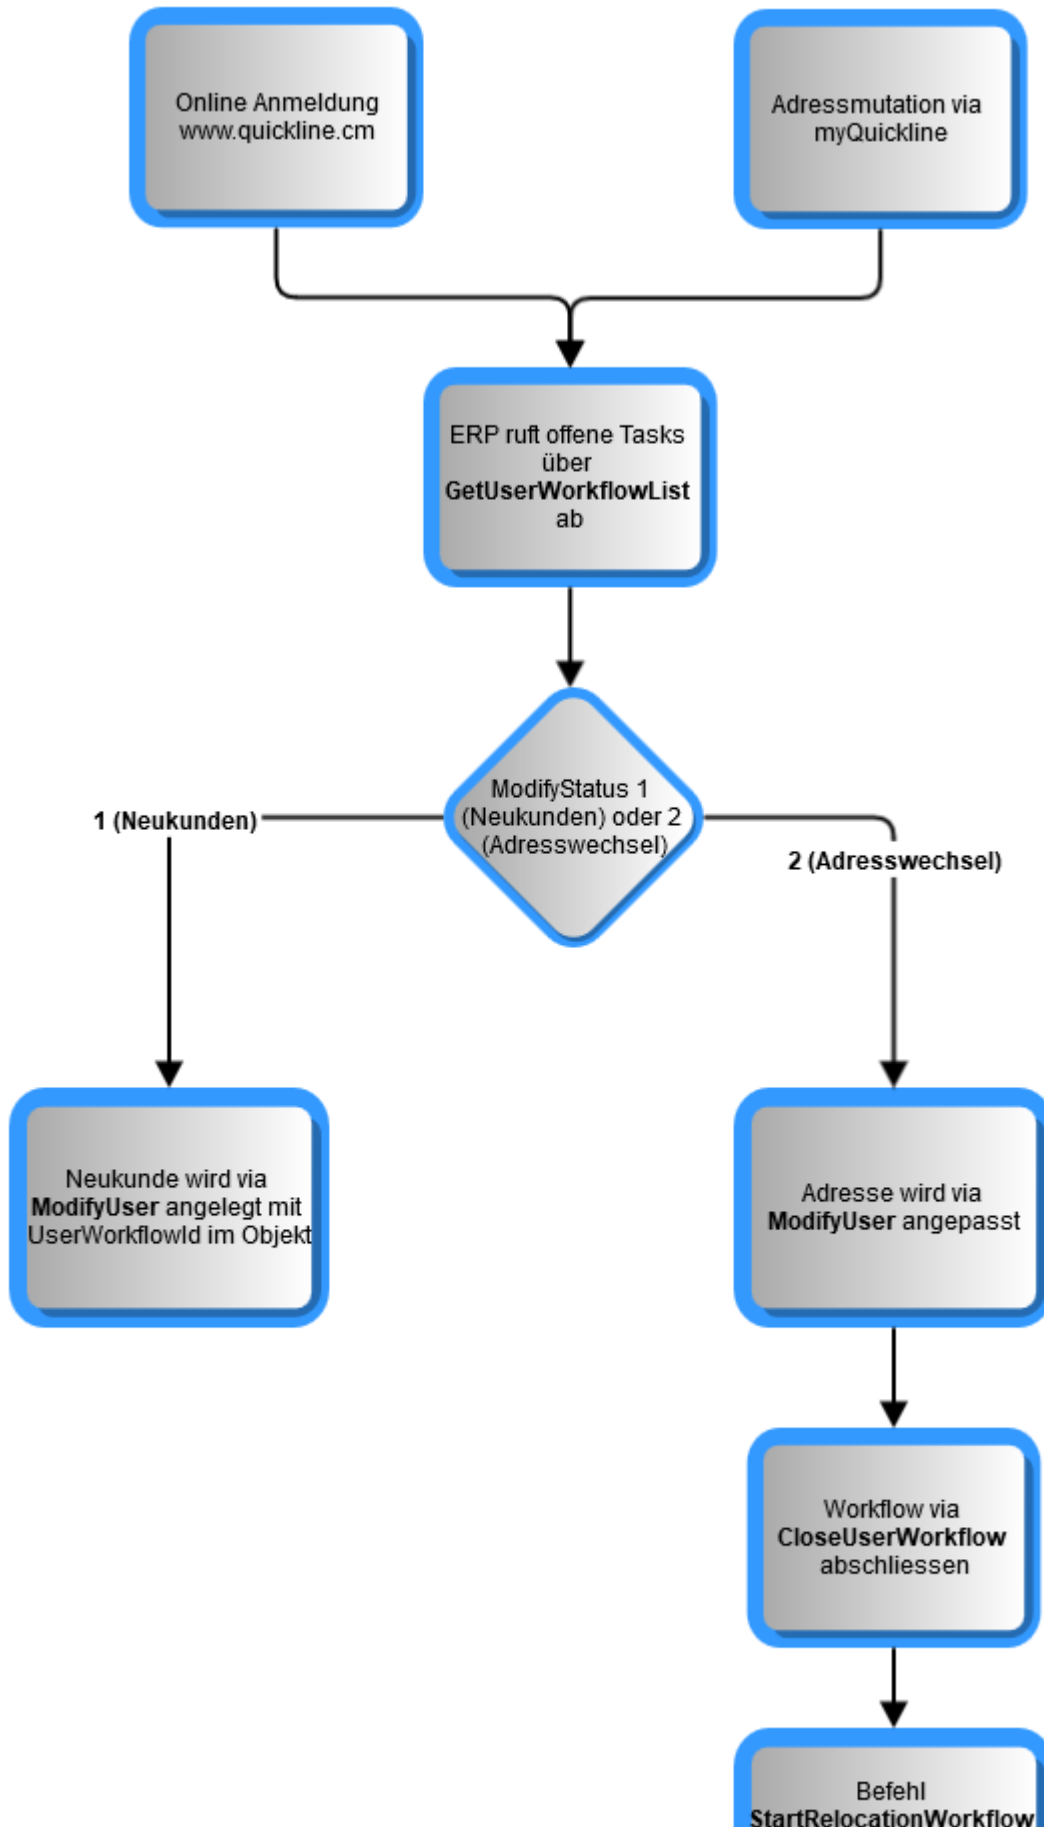 Online Anmeldung
www.quickline.cm
Adressmutation via
myQuickline
ERP ruft offene Tasks
über
GetUserWorkflowList
ab
ModifyStatus 1
(Neukunden) oder 2
(Adresswechsel)
1 (Neukunden)
2 (Adresswechsel)
Neukunde wird via
ModifyUser angelegt mit
UserWorkflowId im Objekt
Adresse wird via
ModifyUser angepasst
Workflow via
CloseUserWorkflow
abschliessen
Befehl
StartRelocationWorkflow